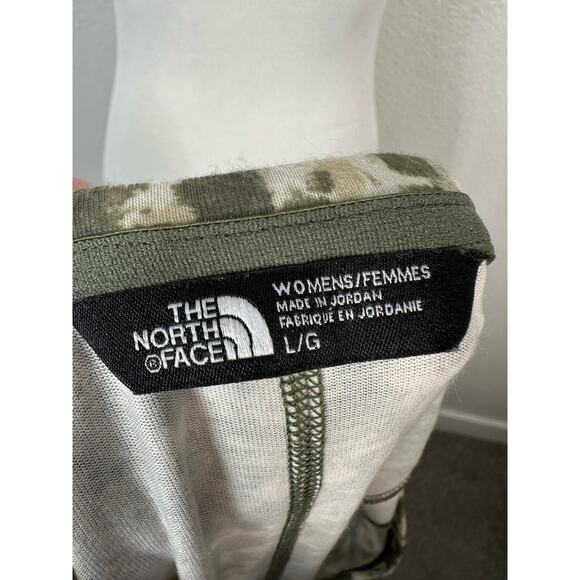 THE
NORTH
®FACE
WOMENS/FEMMES
MADE IN JORDAN
FABRIQUÉ EN JORDANIE
L/G